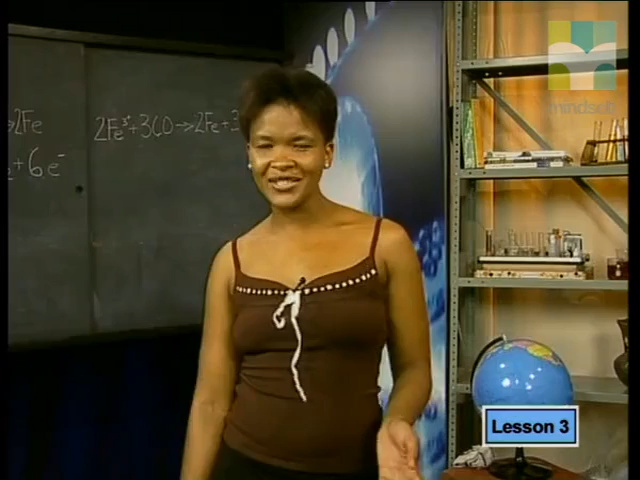 mindset
2Fe
2Fe³⁺+3CO→2Fe+3
+6e⁻
Lesson 3